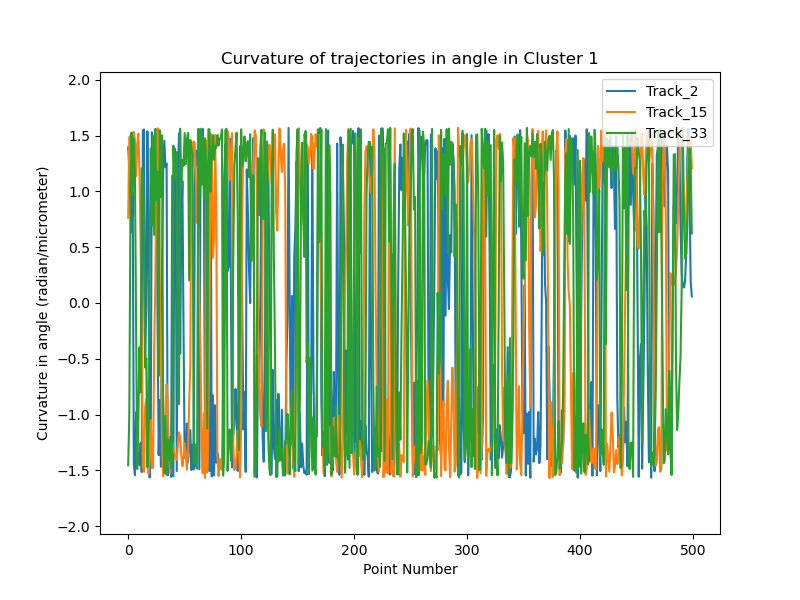 Curvature of trajectories in angle in Cluster 1
Curvature in angle (radian/micrometer)
2.0
1.5
1.0
0.5
0.0
−0.5
−1.0
−1.5
−2.0
Track_2
Track_15
Track_33
0 100 200 300 400 500
Point Number